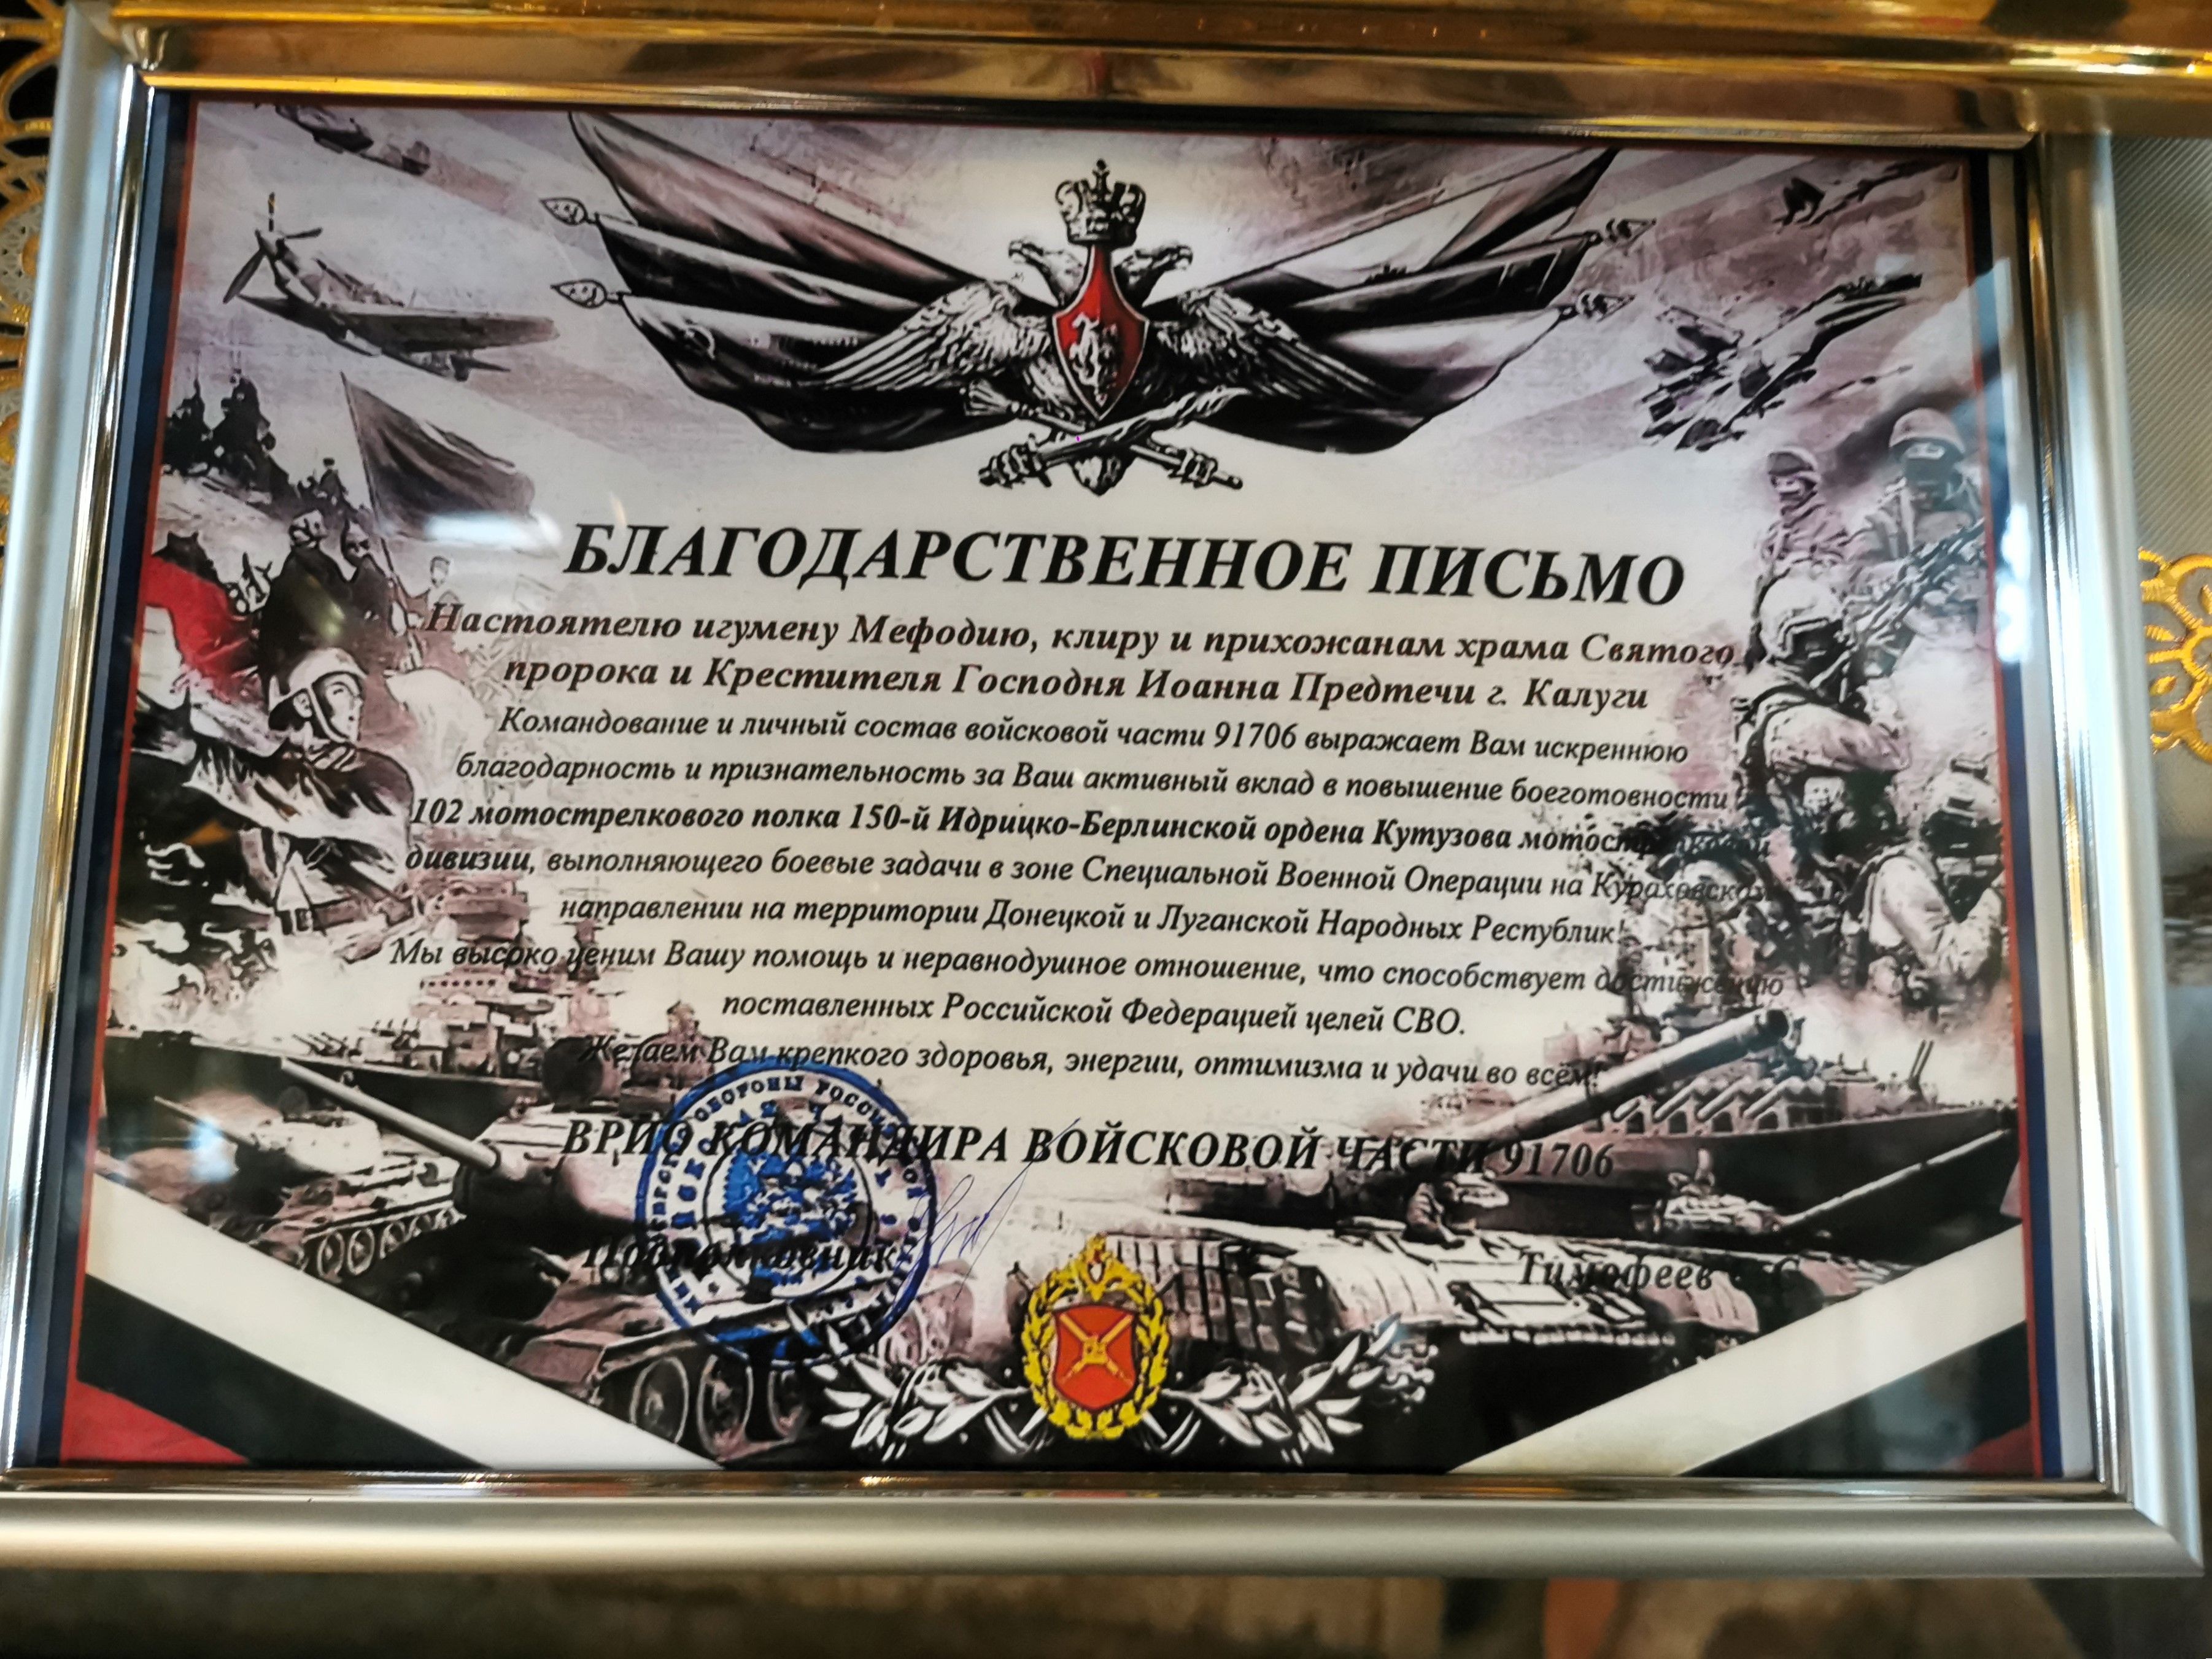 БЛАГОДАРСТВЕННОЕ ПИСЬМО
Настоятелю игумену Мефодию, клиру и прихожанам храма Святого
пророка и Крестителя Господня Иоанна Предтечи г. Калуги
Командование и личный состав войсковой части 91706 выражает Вам искреннюю
благодарность и признательность за Ваш активный вклад в повышение боеготовности
102 мотострелкового полка 150-й Идрицко-Берлинской ордена Кутузова мотострелковой
дивизии, выполняющего боевые задачи в зоне Специальной Военной Операции на Кураховском
направлении на территории Донецкой и Луганской Народных Республик!
Мы высоко ценим Вашу помощь и неравнодушное отношение, что способствует достижению
поставленных Российской Федерацией целей СВО.
Желаем Вам крепкого здоровья, энергии, оптимизма и удачи во всём!
ВРИО КОМАНДИРА ВОЙСКОВОЙ ЧАСТИ 91706
Подполковник
Тимофеев